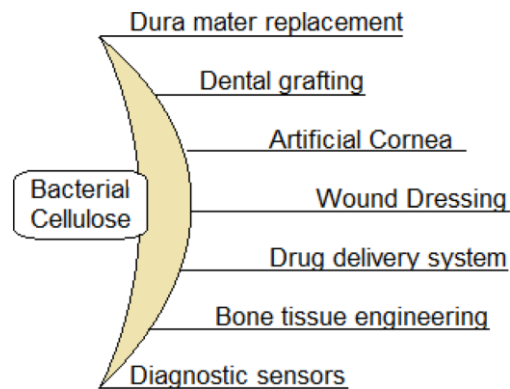 Dura mater replacement
Dental grafting
Artificial Cornea
Bacterial
Cellulose
Wound Dressing
Drug delivery system
Bone tissue engineering
Diagnostic sensors